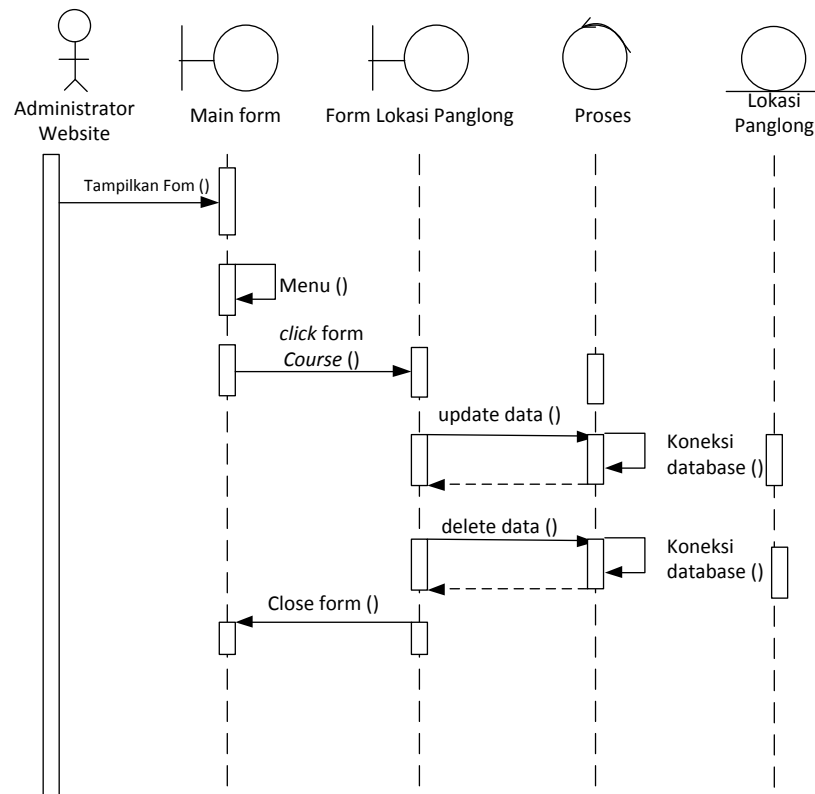 Administrator
Website
Main form
Form Lokasi Panglong
Proses
Lokasi
Panglong
Tampilkan Fom ()
Menu ()
click form
Course ()
update data ()
Koneksi
database ()
delete data ()
Koneksi
database ()
Close form ()